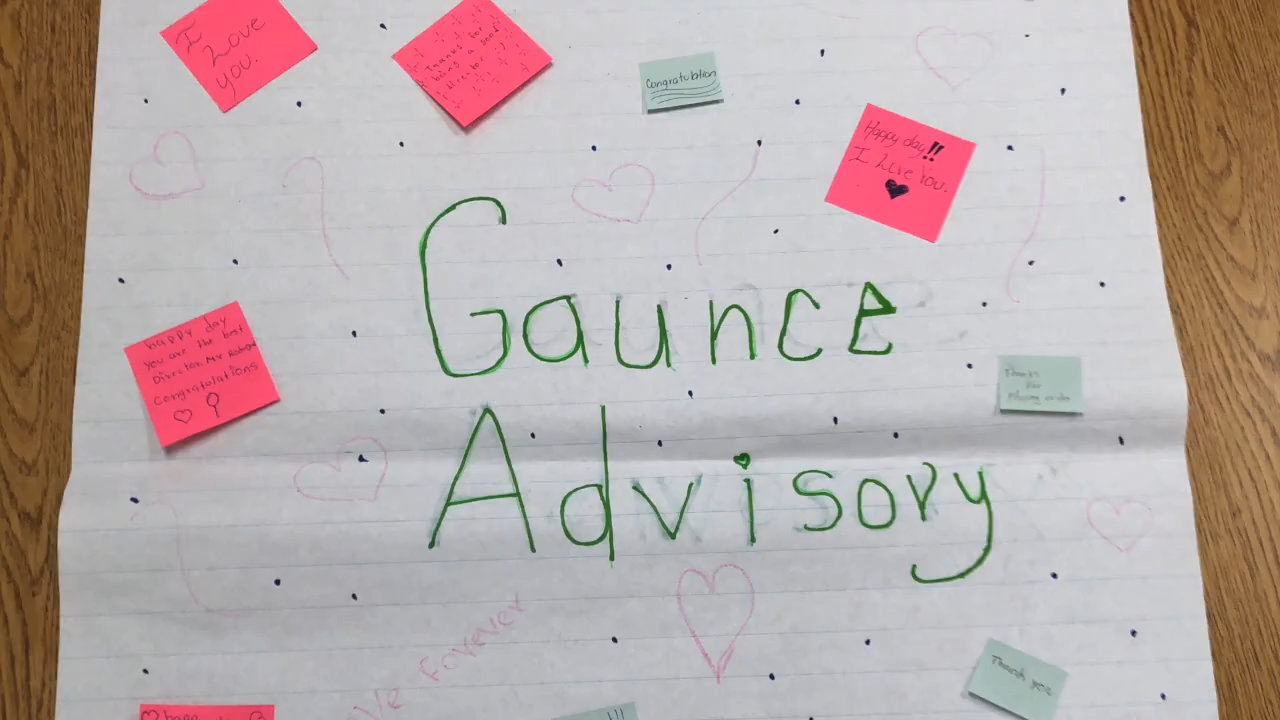 I
Love
you.
Thanks for
being a good
director
Congratulation
Happy day!!
I Love You.
Gaunce
Happy day
you are the best
Director. Mr
Congratulations
Thanks
For
Advisory
Forever
Thank you